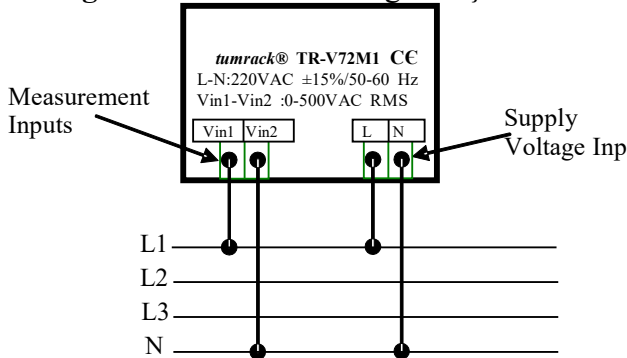 tumrack® TR-V72M1 CE
L-N:220VAC ±15%/50-60 Hz
Vin1-Vin2 :0-500VAC RMS
Measurement
Inputs
Vin1 Vin2
L N
Supply
Voltage Inp
L1
L2
L3
N